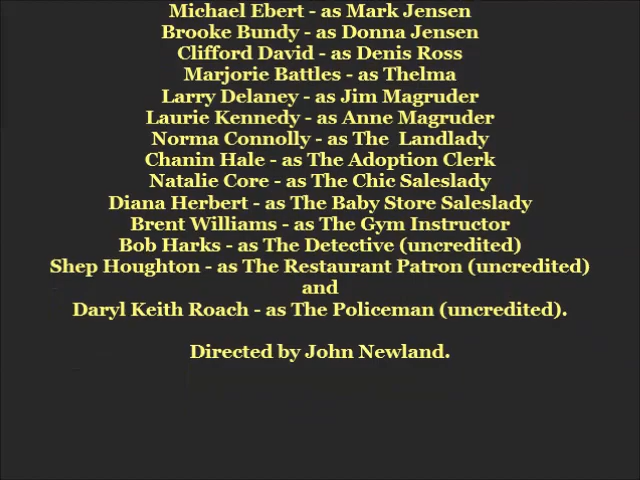 Michael Ebert - as Mark Jensen
Brooke Bundy - as Donna Jensen
Clifford David - as Denis Ross
Marjorie Battles - as Thelma
Larry Delaney - as Jim Magruder
Laurie Kennedy - as Anne Magruder
Norma Connolly - as The  Landlady
Chanin Hale - as The Adoption Clerk
Natalie Core - as The Chic Saleslady
Diana Herbert - as The Baby Store Saleslady
Brent Williams - as The Gym Instructor
Bob Harks - as The Detective (uncredited)
Shep Houghton - as The Restaurant Patron (uncredited)
and
Daryl Keith Roach - as The Policeman (uncredited).
Directed by John Newland.